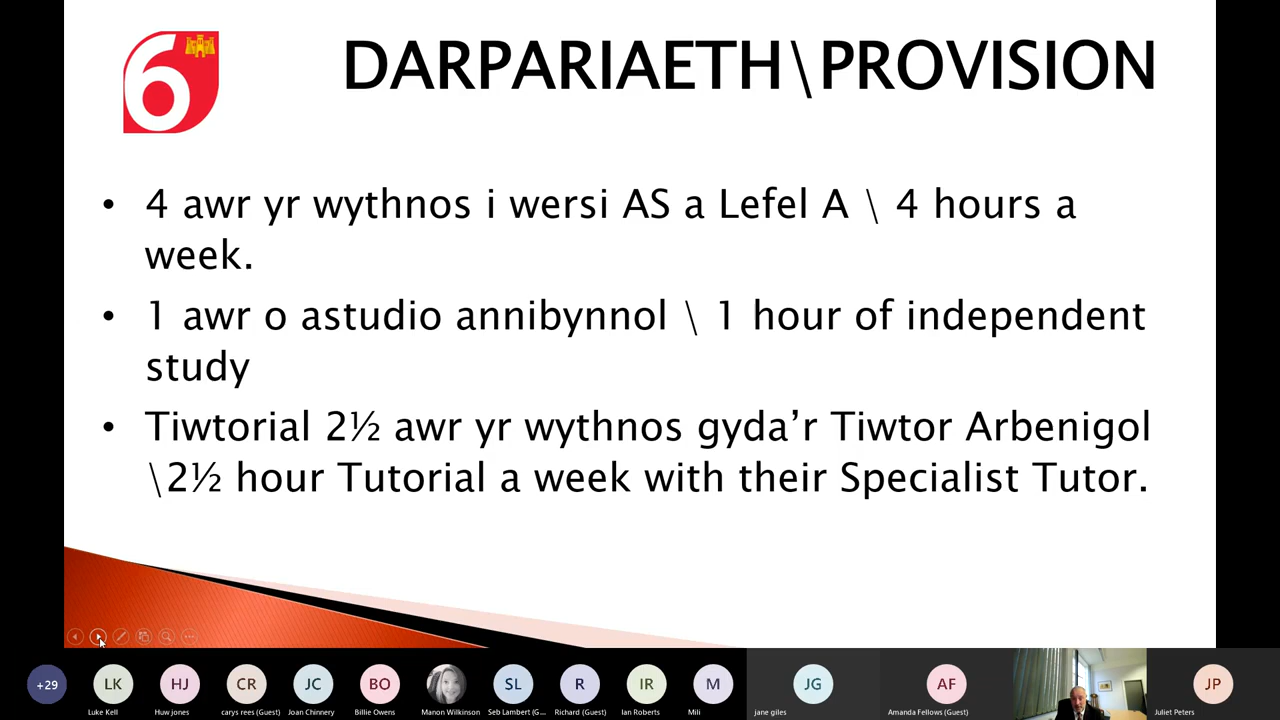 6
DARPARIAETH\PROVISION
• 4 awr yr wythnos i wersi AS a Lefel A \ 4 hours a
week.
• 1 awr o astudio annibynnol \ 1 hour of independent
study
• Tiwtorial 2½ awr yr wythnos gyda’r Tiwtor Arbenigol
\2½ hour Tutorial a week with their Specialist Tutor.
+29 LK HJ CR JC BO SL R IR M JG AF JP
Luke Kell Huw jones carys rees (Guest) Joan Chinnery Billie Owens Manon Wilkinson Seb Lambert (G... Richard (Guest) Ian Roberts Mili jane giles Amanda Fellows (Guest) Juliet Peters